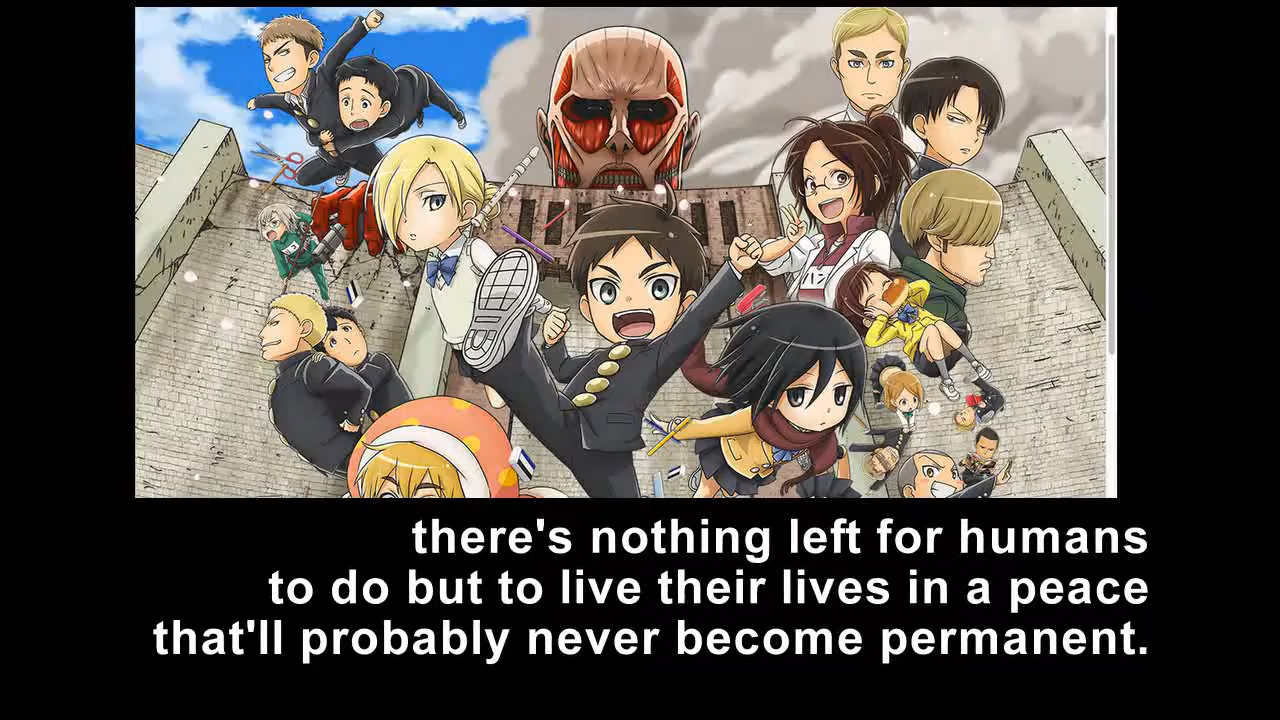 there's nothing left for humans
to do but to live their lives in a peace
that'll probably never become permanent.